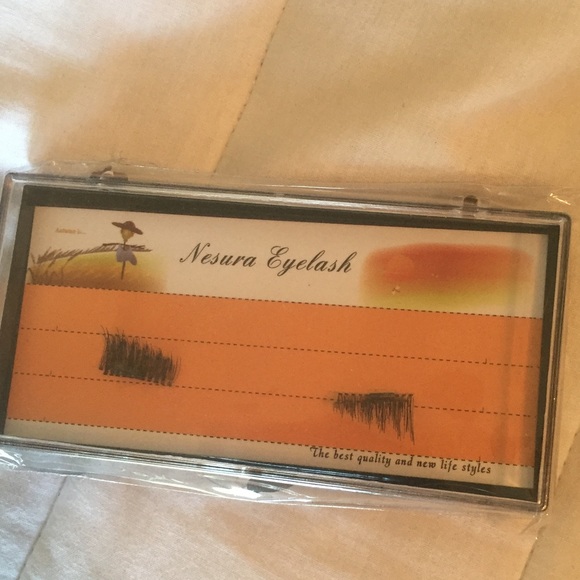 Nesura Eyelash
The best quality and new life styles